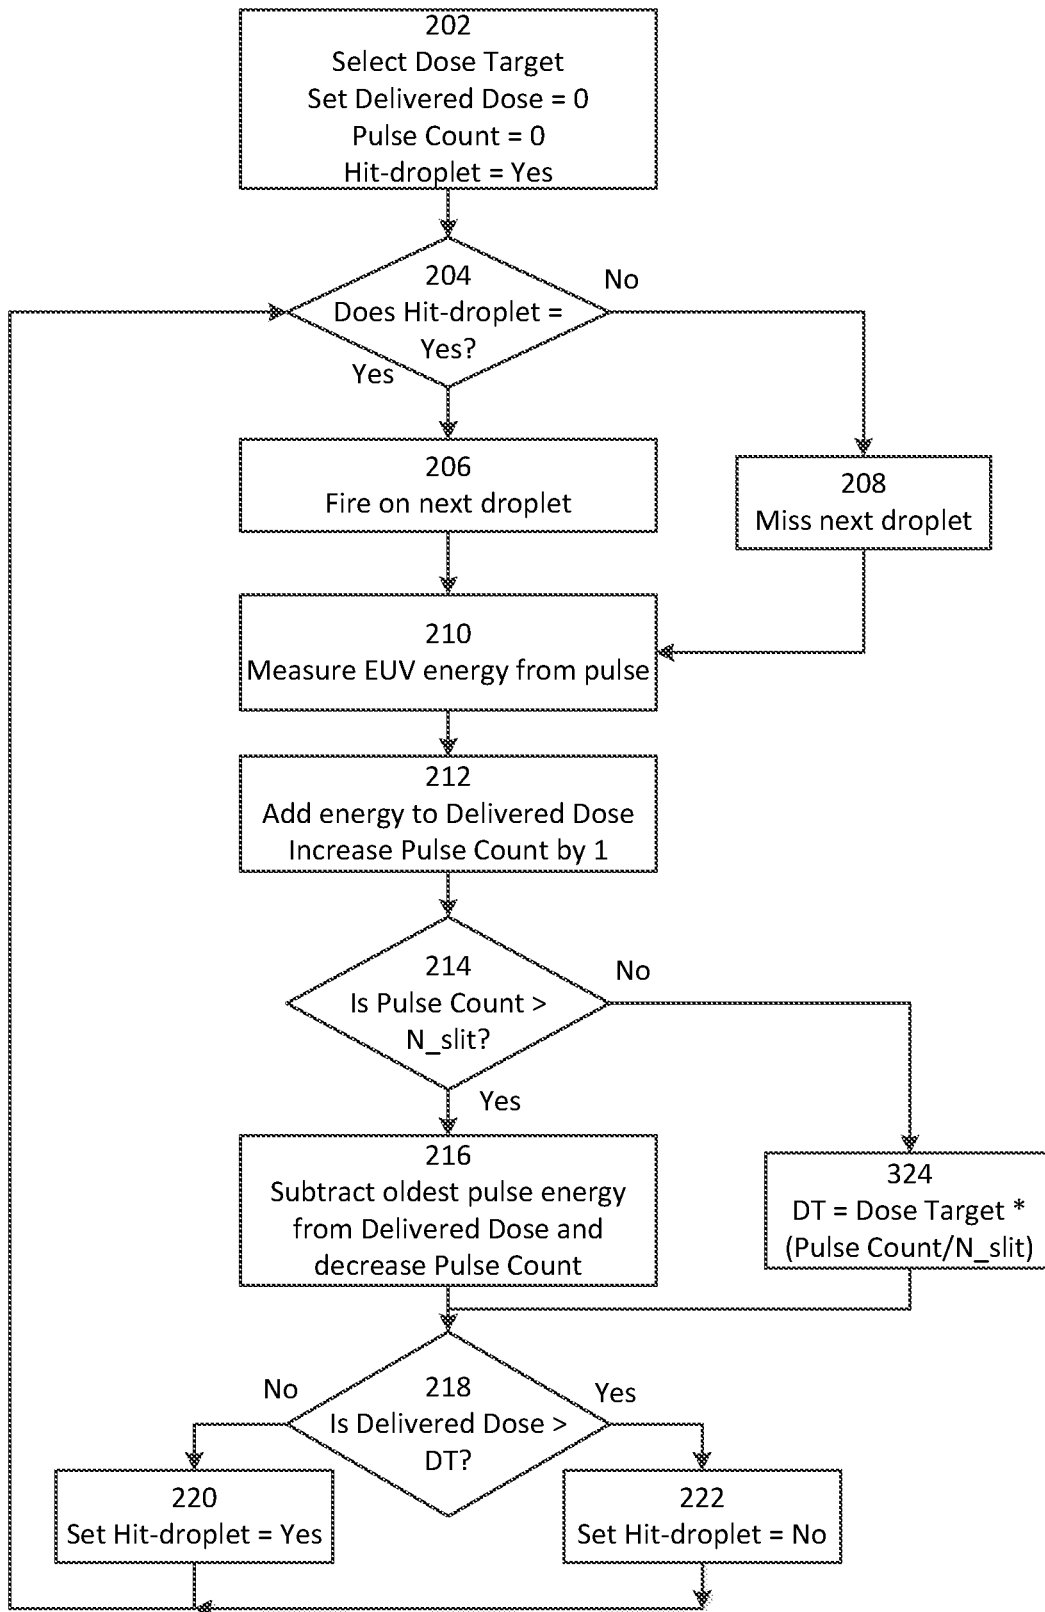 202
Select Dose Target
Set Delivered Dose = 0
Pulse Count = 0
Hit-droplet = Yes
204
Does Hit-droplet =
Yes?
No
Yes
206
Fire on next droplet
208
Miss next droplet
210
Measure EUV energy from pulse
212
Add energy to Delivered Dose
Increase Pulse Count by 1
214
Is Pulse Count >
N_slit?
No
Yes
216
Subtract oldest pulse energy
from Delivered Dose and
decrease Pulse Count
324
DT = Dose Target *
(Pulse Count/N_slit)
218
Is Delivered Dose >
DT?
No
Yes
220
Set Hit-droplet = Yes
222
Set Hit-droplet = No